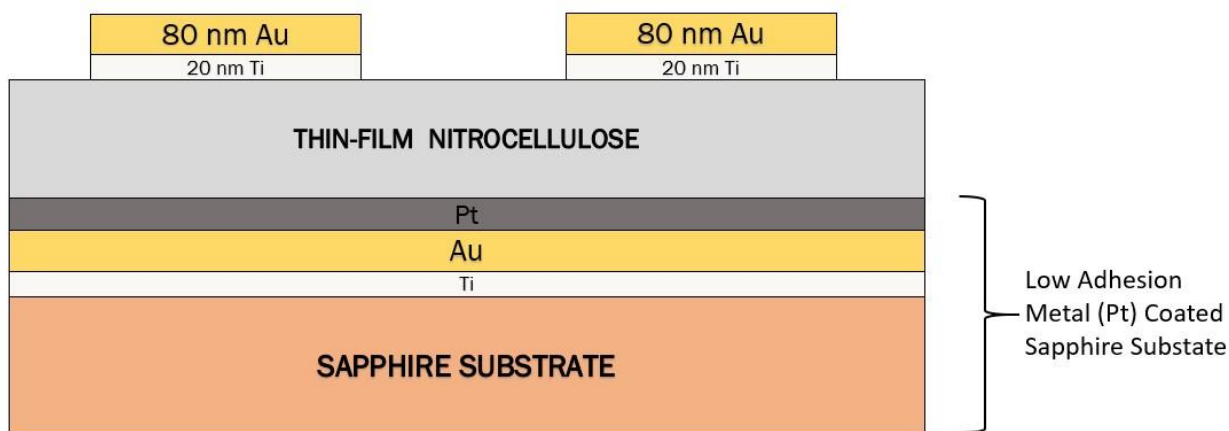 80 nm Au
80 nm Au
20 nm Ti
20 nm Ti
THIN-FILM NITROCELLULOSE
Pt
Au
Ti
Low Adhesion
Metal (Pt) Coated
Sapphire Substate
SAPPHIRE SUBSTRATE